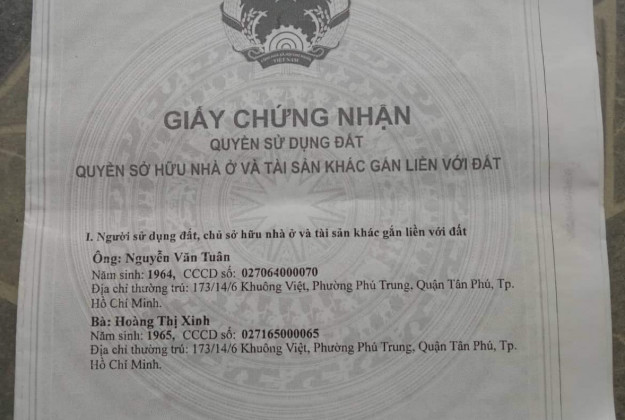 VIỆT NAM
GIẤY CHỨNG NHẬN
QUYỀN SỬ DỤNG ĐẤT
QUYỀN SỞ HỮU NHÀ Ở VÀ TÀI SẢN KHÁC GẮN LIỀN VỚI ĐẤT
I. Người sử dụng đất, chủ sở hữu nhà ở và tài sản khác gắn liền với đất
Ông: Nguyễn Văn Tuân
Năm sinh: 1964, CCCD số: 027064000070
Địa chỉ thường trú: 173/14/6 Khuông Việt, Phường Phú Trung, Quận Tân Phú, Tp.
Hồ Chí Minh.
Bà: Hoàng Thị Xinh
Năm sinh: 1965, CCCD số: 027165000065
Địa chỉ thường trú: 173/14/6 Khuông Việt, Phường Phú Trung, Quận Tân Phú, Tp.
Hồ Chí Minh.